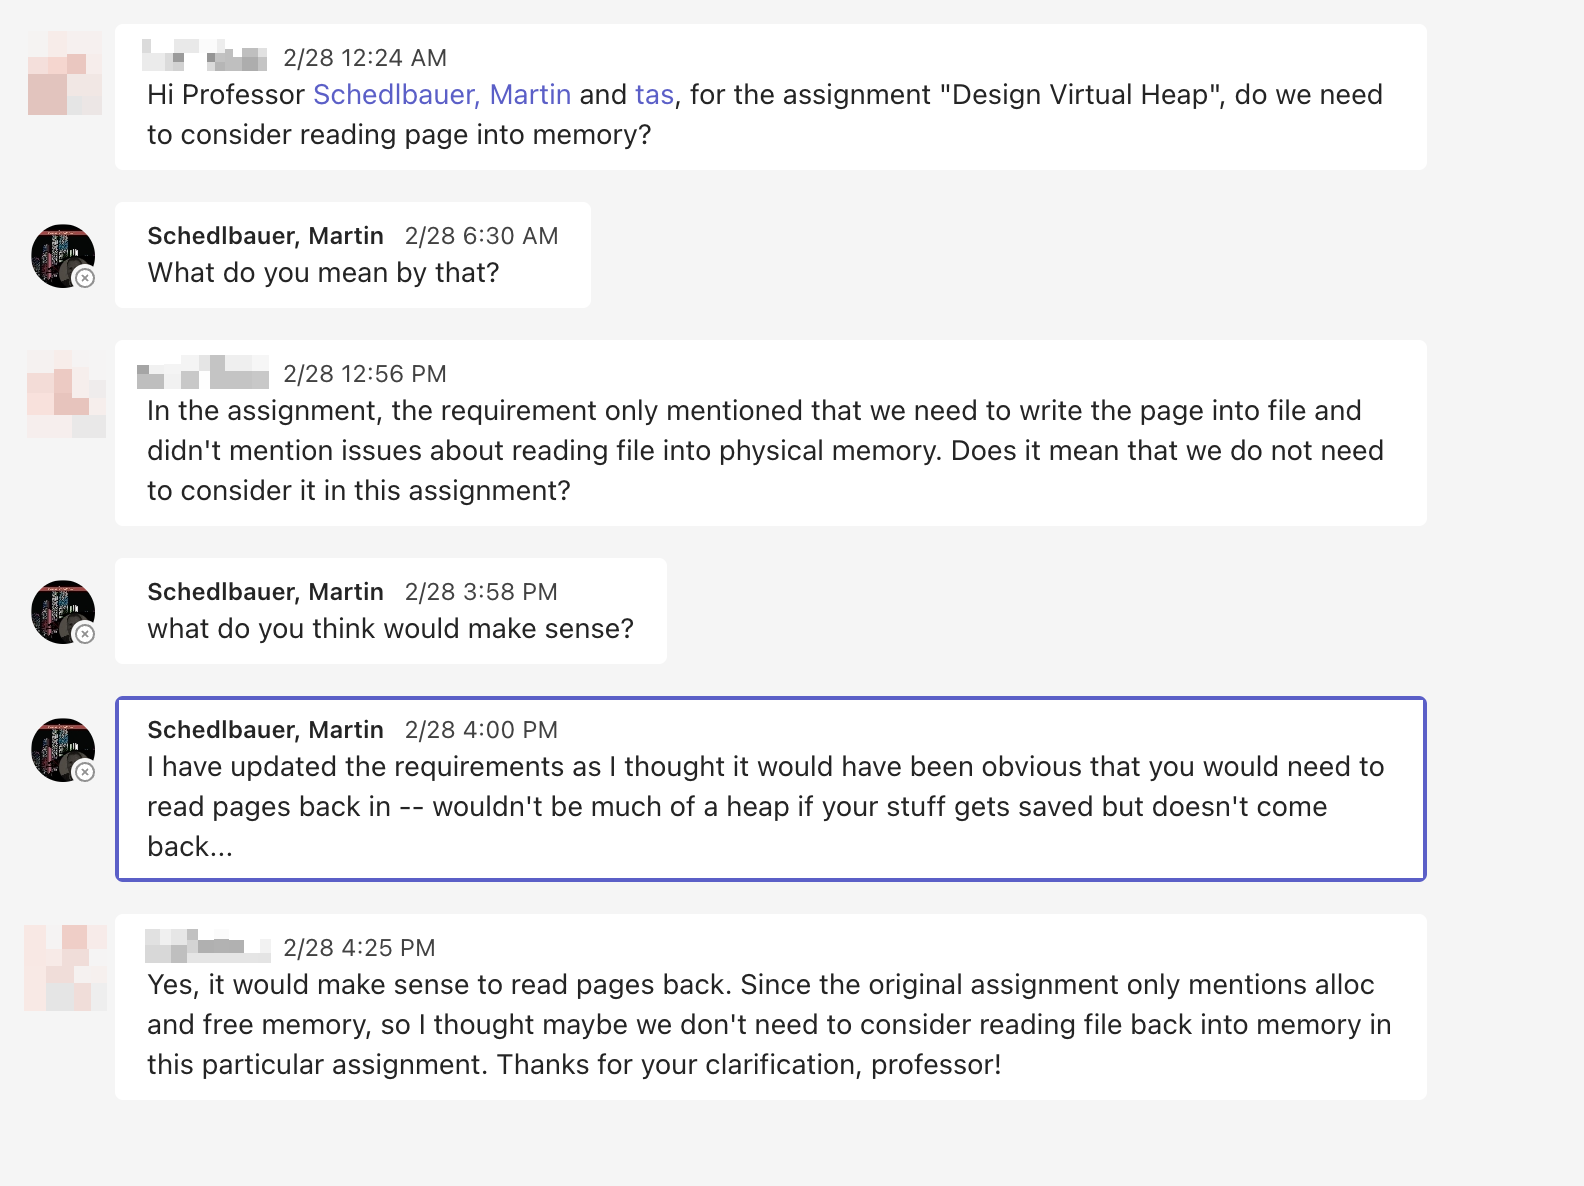 2/28 12:24 AM
Hi Professor Schedlbauer, Martin and tas, for the assignment "Design Virtual Heap", do we need
to consider reading page into memory?
Schedlbauer, Martin 2/28 6:30 AM
What do you mean by that?
2/28 12:56 PM
In the assignment, the requirement only mentioned that we need to write the page into file and
didn't mention issues about reading file into physical memory. Does it mean that we do not need
to consider it in this assignment?
Schedlbauer, Martin 2/28 3:58 PM
what do you think would make sense?
Schedlbauer, Martin 2/28 4:00 PM
I have updated the requirements as I thought it would have been obvious that you would need to
read pages back in -- wouldn't be much of a heap if your stuff gets saved but doesn't come
back...
2/28 4:25 PM
Yes, it would make sense to read pages back. Since the original assignment only mentions alloc
and free memory, so I thought maybe we don't need to consider reading file back into memory in
this particular assignment. Thanks for your clarification, professor!